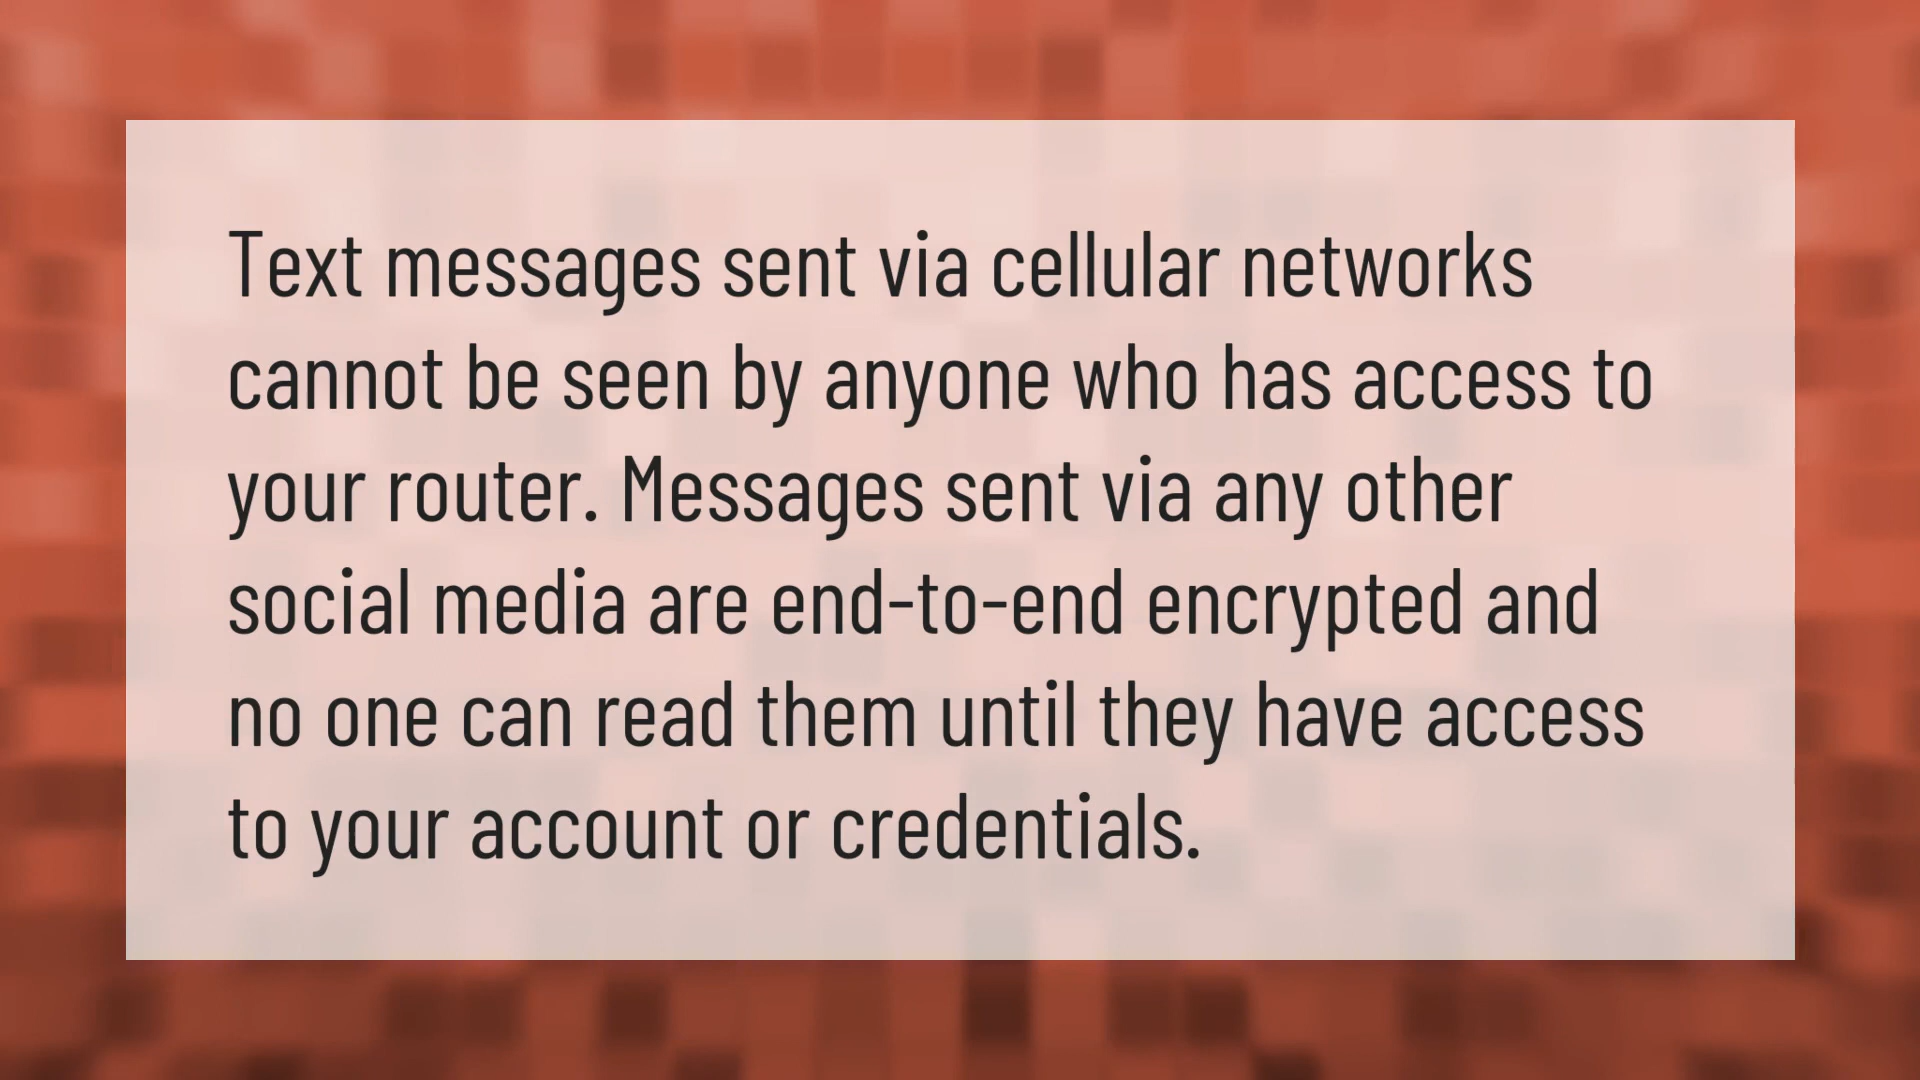 Text messages sent via cellular networks
cannot be seen by anyone who has access to
your router. Messages sent via any other
social media are end-to-end encrypted and
no one can read them until they have access
to your account or credentials.